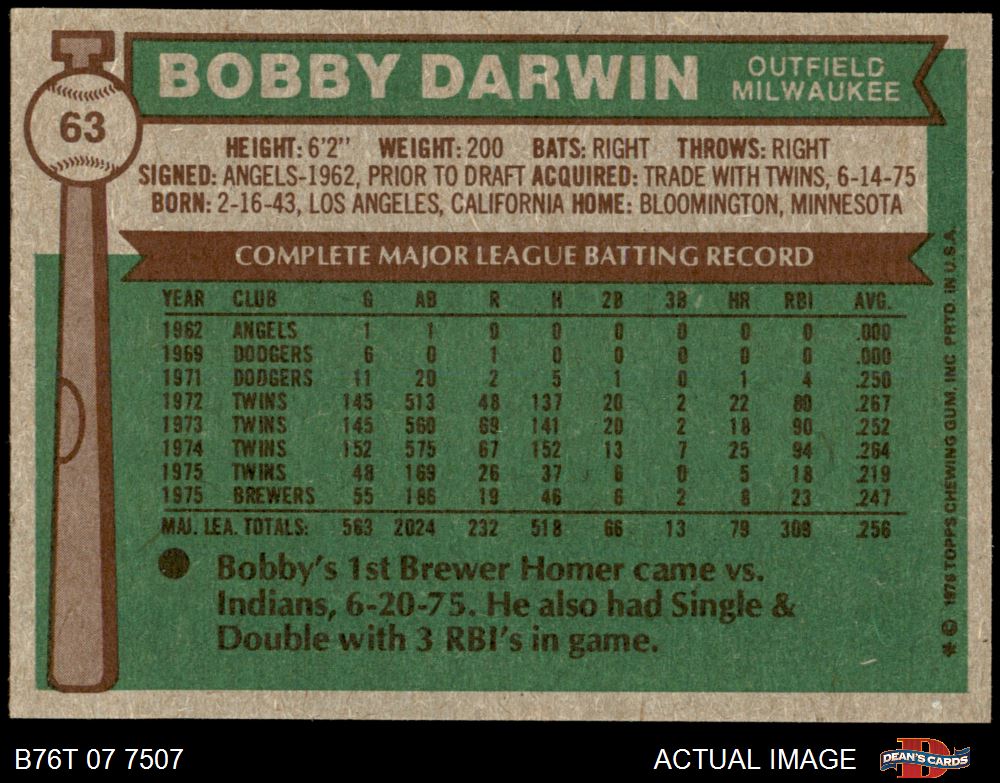 BOBBY DARWIN
OUTFIELD
MILWAUKEE
63
HEIGHT: 6'2" WEIGHT: 200 BATS: RIGHT THROWS: RIGHT
SIGNED: ANGELS-1962, PRIOR TO DRAFT ACQUIRED: TRADE WITH TWINS, 6-14-75
BORN: 2-16-43, LOS ANGELES, CALIFORNIA HOME: BLOOMINGTON, MINNESOTA
COMPLETE MAJOR LEAGUE BATTING RECORD
YEAR CLUB G AB R H 2B 3B HR RBI AVG.
1962 ANGELS 1 1 0 0 0 0 0 0 .000
1969 DODGERS 6 0 1 0 0 0 0 0 .000
1971 DODGERS 11 20 2 5 1 0 1 4 .250
1972 TWINS 145 513 48 137 20 2 22 80 .267
1973 TWINS 145 560 69 141 20 2 18 90 .252
1974 TWINS 152 575 67 152 13 7 25 94 .264
1975 TWINS 48 169 26 37 6 0 5 18 .219
1975 BREWERS 55 186 19 46 6 2 8 23 .247
MAJ. LEA. TOTALS: 563 2024 232 518 66 13 79 309 .256
Bobby's 1st Brewer Homer came vs.
Indians, 6-20-75. He also had Single &
Double with 3 RBI's in game.
* © 1976 TOPPS CHEWING GUM, INC. PRTD. IN U.S.A.
B76T 07 7507
ACTUAL IMAGE
DEAN'S CARDS